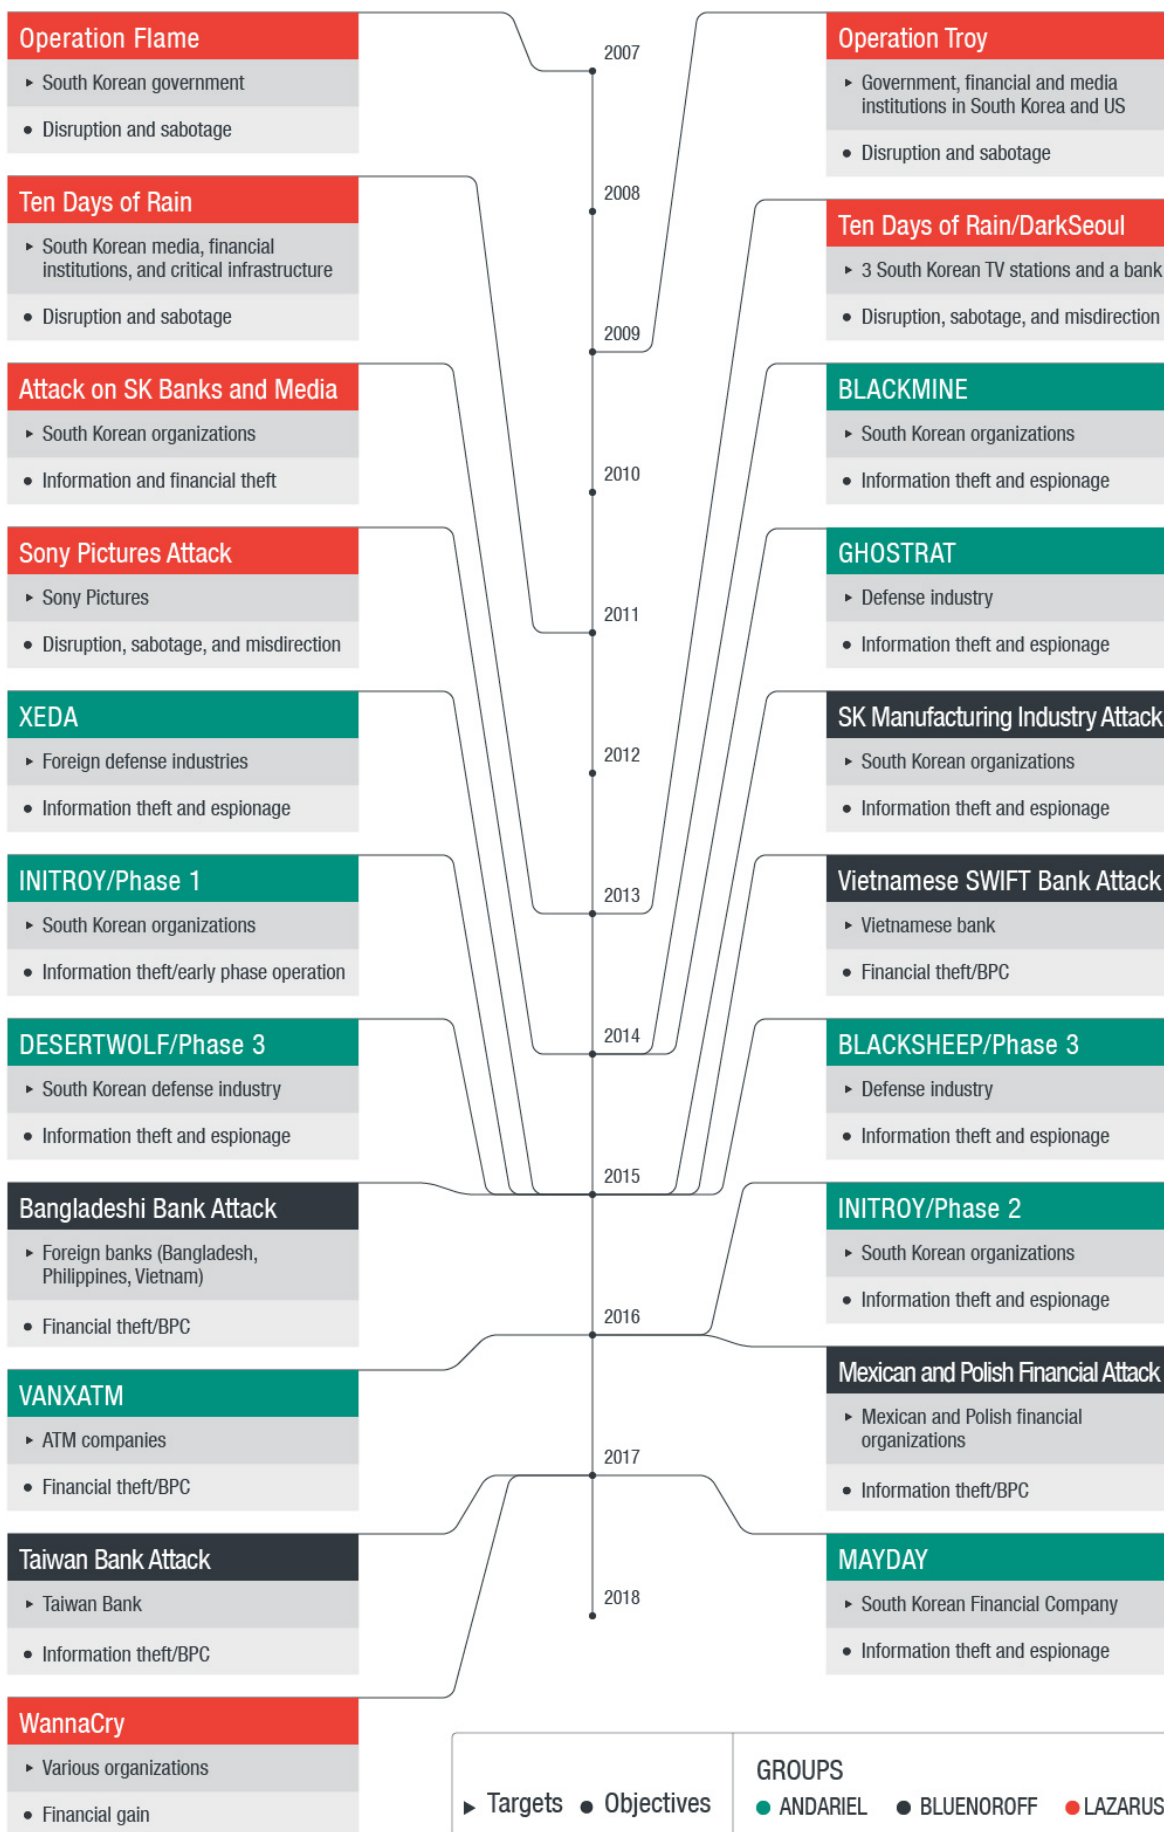 Operation Flame
South Korean government
Disruption and sabotage
Ten Days of Rain
South Korean media, financial
institutions, and critical infrastructure
Disruption and sabotage
Attack on SK Banks and Media
South Korean organizations
Information and financial theft
Sony Pictures Attack
Sony Pictures
Disruption, sabotage, and misdirection
XEDA
Foreign defense industries
Information theft and espionage
INITROY/Phase 1
South Korean organizations
Information theft/early phase operation
DESERTWOLF/Phase 3
South Korean defense industry
Information theft and espionage
Bangladeshi Bank Attack
Foreign banks (Bangladesh,
Philippines, Vietnam)
Financial theft/BPC
VANXATM
ATM companies
Financial theft/BPC
Taiwan Bank Attack
Taiwan Bank
Information theft/BPC
WannaCry
Various organizations
Financial gain
2007
2008
2009
2010
2011
2012
2013
2014
2015
2016
2017
2018
Operation Troy
Government, financial and media
institutions in South Korea and US
Disruption and sabotage
Ten Days of Rain/DarkSeoul
3 South Korean TV stations and a bank
Disruption, sabotage, and misdirection
BLACKMINE
South Korean organizations
Information theft and espionage
GHOSTRAT
Defense industry
Information theft and espionage
SK Manufacturing Industry Attack
South Korean organizations
Information theft and espionage
Vietnamese SWIFT Bank Attack
Vietnamese bank
Financial theft/BPC
BLACKSHEEP/Phase 3
Defense industry
Information theft and espionage
INITROY/Phase 2
South Korean organizations
Information theft and espionage
Mexican and Polish Financial Attack
Mexican and Polish financial
organizations
Information theft/BPC
MAYDAY
South Korean Financial Company
Information theft and espionage
Targets Objectives
GROUPS
ANDARIEL BLUENOROFF LAZARUS